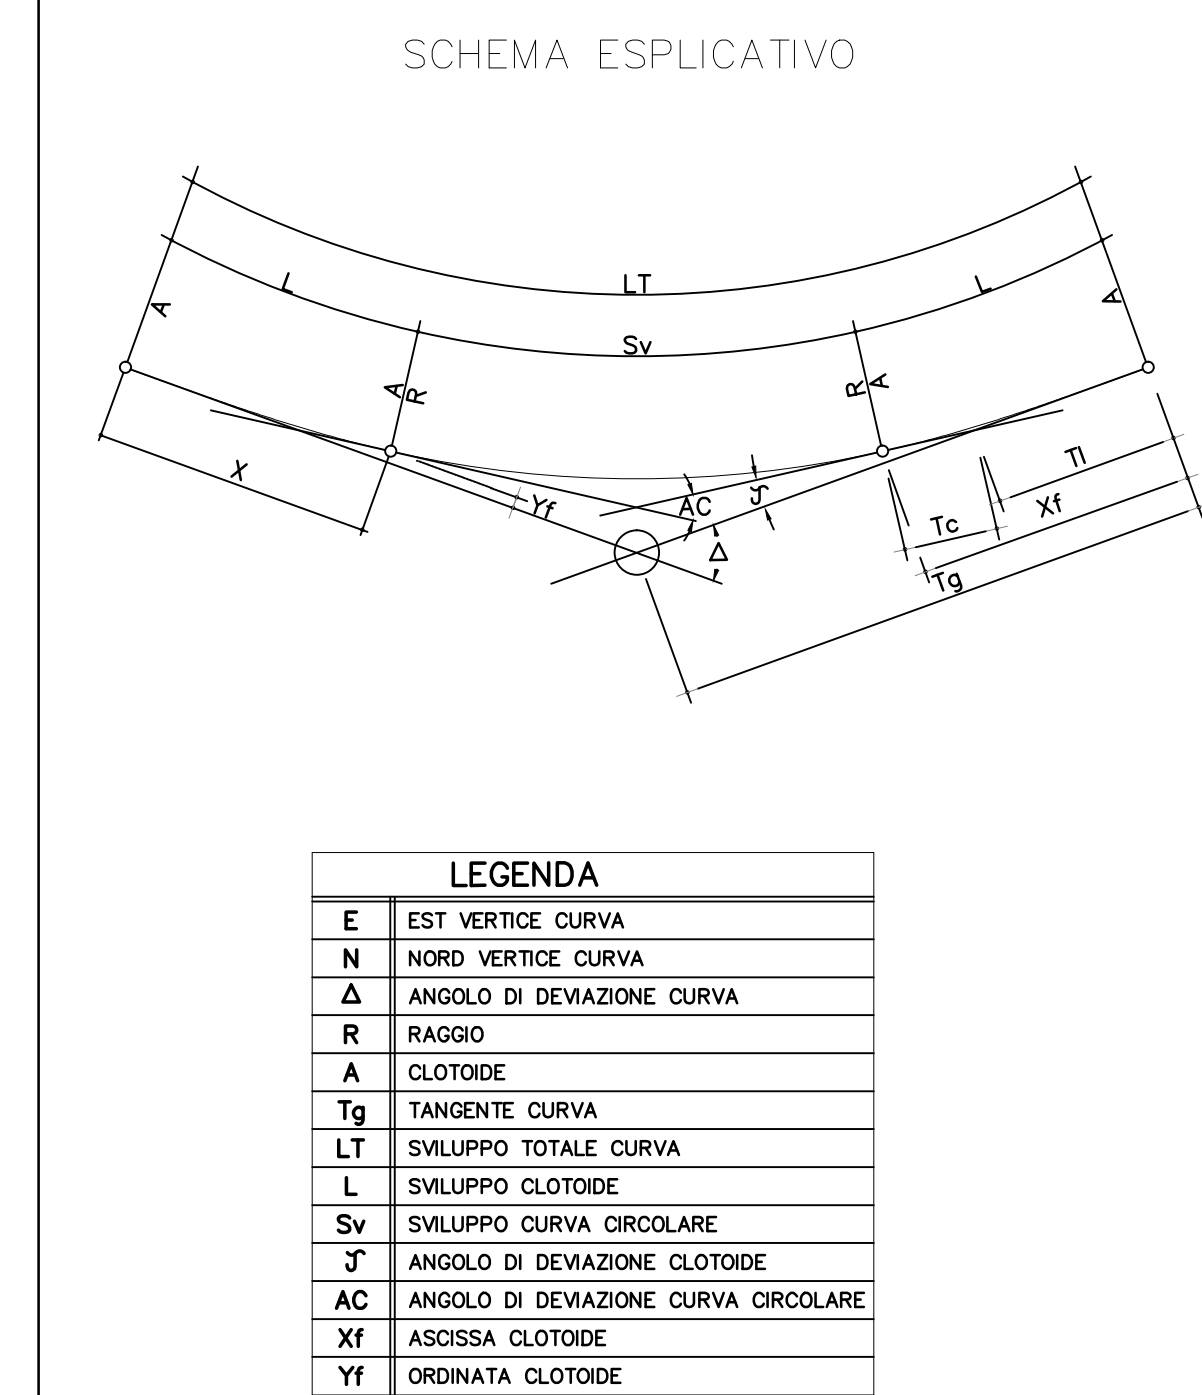 SCHEMA ESPLICATIVO
LT
L
L
Sv
A
A
A
R
R
A
X
Yf
AC
Δ
Tl
Xf
Tc
Tg
LEGENDA
E EST VERTICE CURVA
N NORD VERTICE CURVA
Δ ANGOLO DI DEVIAZIONE CURVA
R RAGGIO
A CLOTOIDE
Tg TANGENTE CURVA
LT SVILUPPO TOTALE CURVA
L SVILUPPO CLOTOIDE
Sv SVILUPPO CURVA CIRCOLARE
ANGOLO DI DEVIAZIONE CLOTOIDE
AC ANGOLO DI DEVIAZIONE CURVA CIRCOLARE
Xf ASCISSA CLOTOIDE
Yf ORDINATA CLOTOIDE